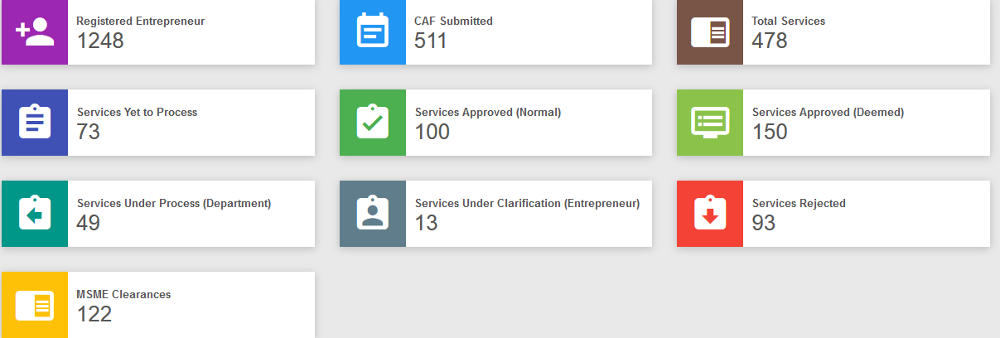 Registered Entrepreneur
1248
CAF Submitted
511
Total Services
478
Services Yet to Process
73
Services Approved (Normal)
100
Services Approved (Deemed)
150
Services Under Process (Department)
49
Services Under Clarification (Entrepreneur)
13
Services Rejected
93
MSME Clearances
122